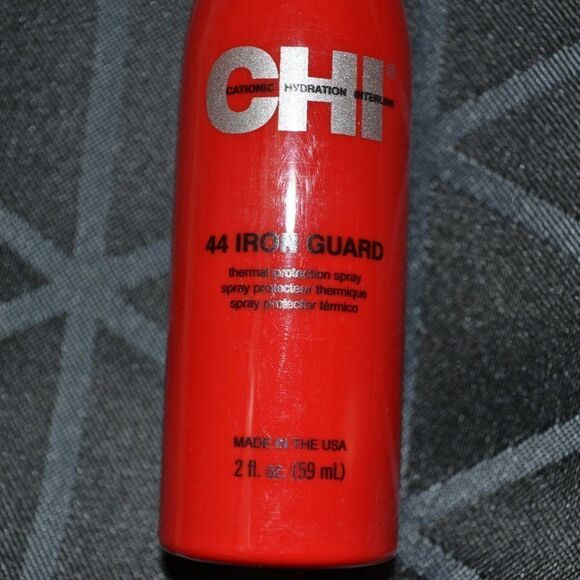 CHI®
CATIONIC HYDRATION INTERLINK
44 IRON GUARD
thermal protection spray
spray protecteur thermique
spray protector térmico
MADE IN THE USA
2 fl. oz. (59 mL)